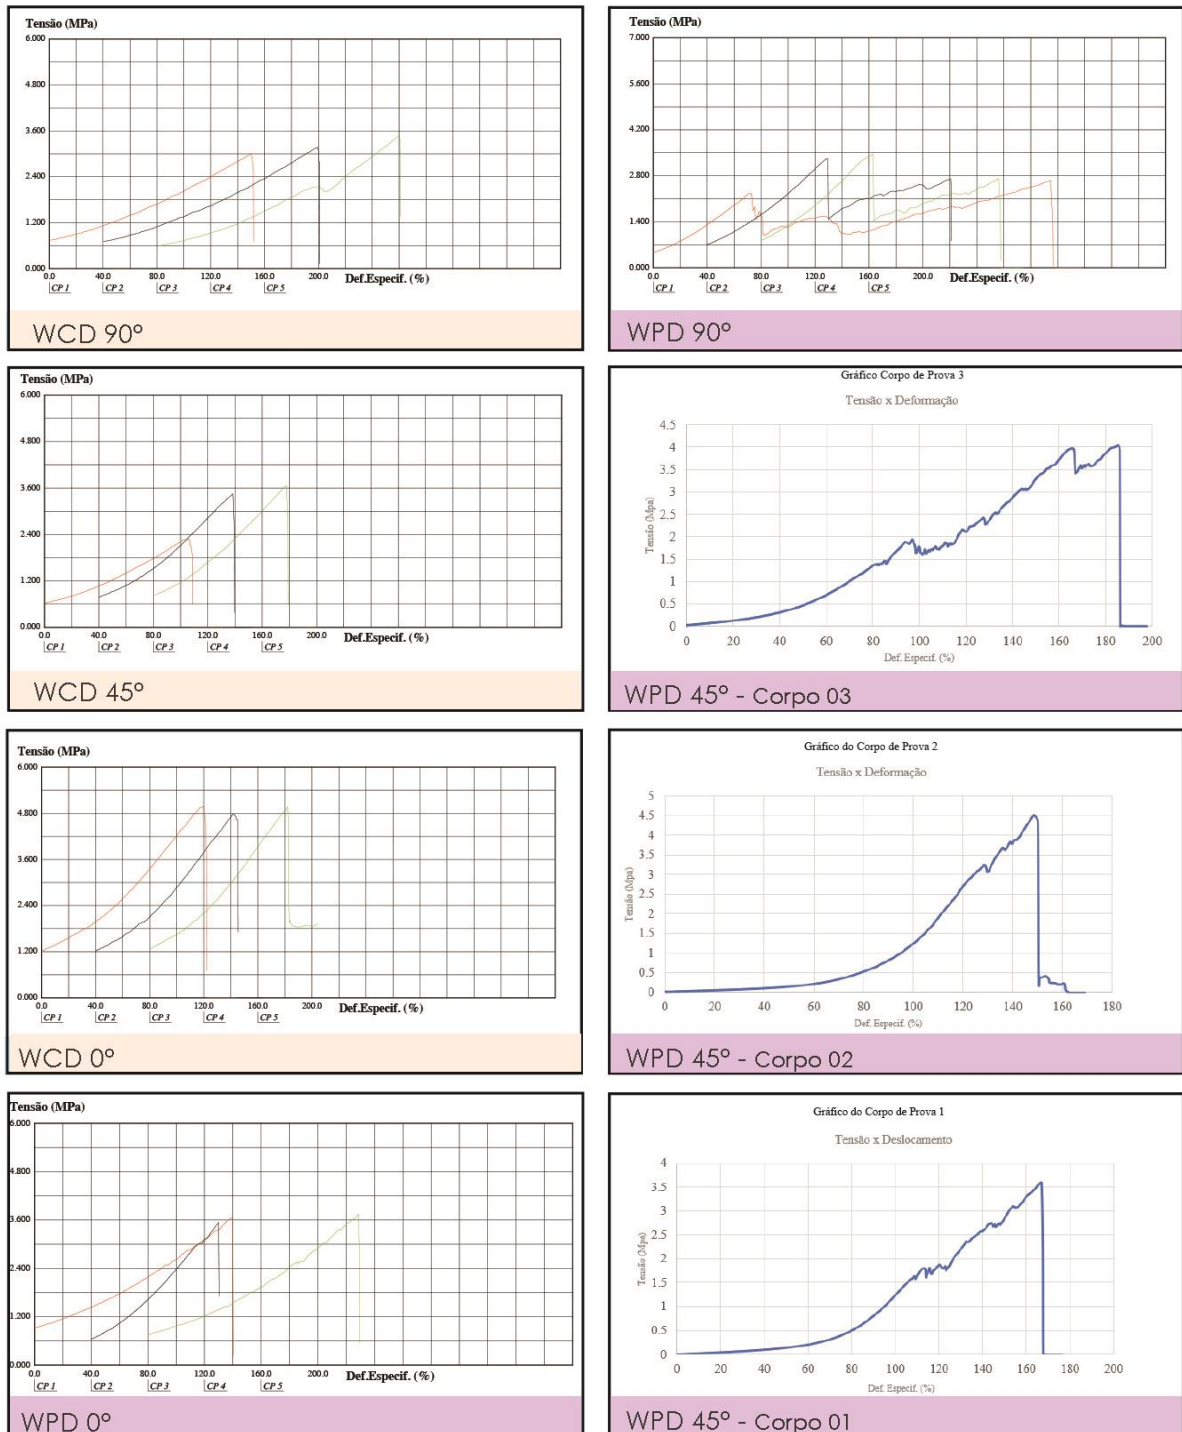 Tensão (MPa)
6.000
4.800
3.600
2.400
1.200
0.000
0.0 40.0 80.0 120.0 160.0 200.0 Def.Especif. (%)
CP 1 CP 2 CP 3 CP 4 CP 5
WCD 90º
Tensão (MPa)
7.000
5.600
4.200
2.800
1.400
0.000
0.0 40.0 80.0 120.0 160.0 200.0 Def.Especif. (%)
CP 1 CP 2 CP 3 CP 4 CP 5
WPD 90º
Tensão (MPa)
6.000
4.800
3.600
2.400
1.200
0.000
0.0 40.0 80.0 120.0 160.0 200.0 Def.Especif. (%)
CP 1 CP 2 CP 3 CP 4 CP 5
WCD 45º
Gráfico Corpo de Prova 3
Tensão x Deformação
Tensão (Mpa)
4.5
4
3.5
3
2.5
2
1.5
1
0.5
0
0 20 40 60 80 100 120 140 160 180 200
Def. Especif. (%)
WPD 45º - Corpo 03
Tensão (MPa)
6.000
4.800
3.600
2.400
1.200
0.000
0.0 40.0 80.0 120.0 160.0 200.0 Def.Especif. (%)
CP 1 CP 2 CP 3 CP 4 CP 5
WCD 0º
Gráfico do Corpo de Prova 2
Tensão x Deformação
Tensão (Mpa)
5
4.5
4
3.5
3
2.5
2
1.5
1
0.5
0
0 20 40 60 80 100 120 140 160 180
Def. Especif. (%)
WPD 45º - Corpo 02
Tensão (MPa)
6.000
4.800
3.600
2.400
1.200
0.000
0.0 40.0 80.0 120.0 160.0 200.0 Def.Especif. (%)
CP 1 CP 2 CP 3 CP 4 CP 5
WPD 0º
Gráfico do Corpo de Prova 1
Tensão x Deslocamento
Tensão (Mpa)
4
3.5
3
2.5
2
1.5
1
0.5
0
0 20 40 60 80 100 120 140 160 180 200
Def. Especif. (%)
WPD 45º - Corpo 01